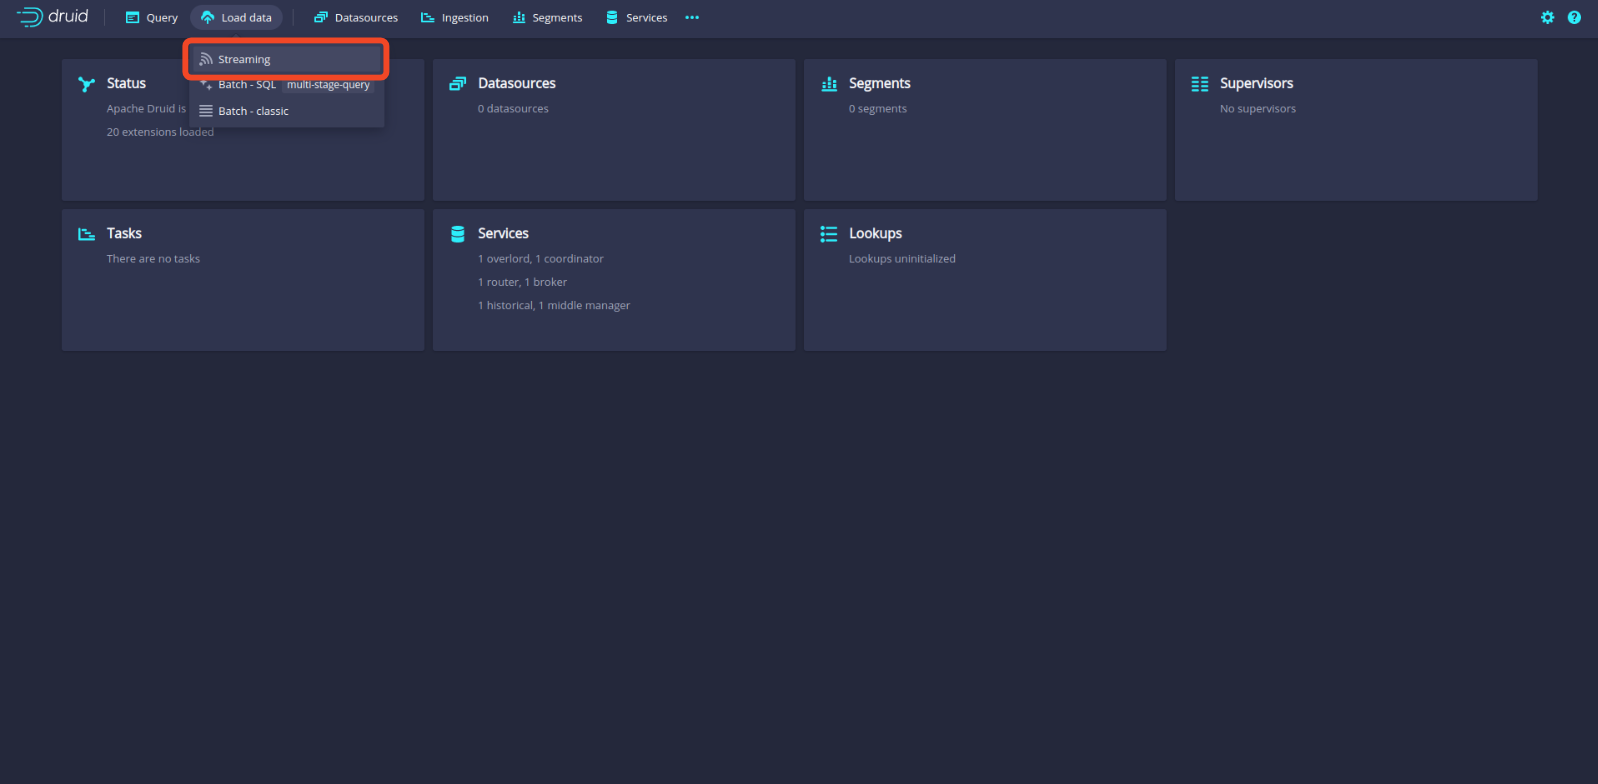 druid Query Load data Datasources Ingestion Segments Services
Streaming
Batch - SQL multi-stage-query
Batch - classic
Status
Apache Druid is
20 extensions loaded
Datasources
0 datasources
Segments
0 segments
Supervisors
No supervisors
Tasks
There are no tasks
Services
1 overlord, 1 coordinator
1 router, 1 broker
1 historical, 1 middle manager
Lookups
Lookups uninitialized